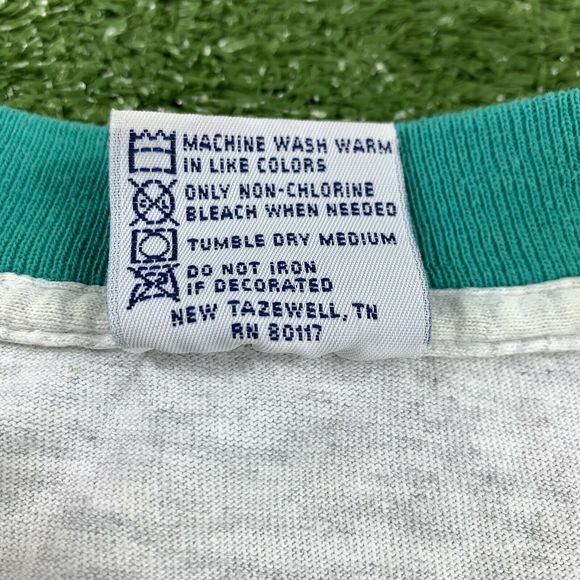 MACHINE WASH WARM
IN LIKE COLORS
ONLY NON-CHLORINE
BLEACH WHEN NEEDED
TUMBLE DRY MEDIUM
DO NOT IRON
IF DECORATED
NEW TAZEWELL, TN
RN 80117